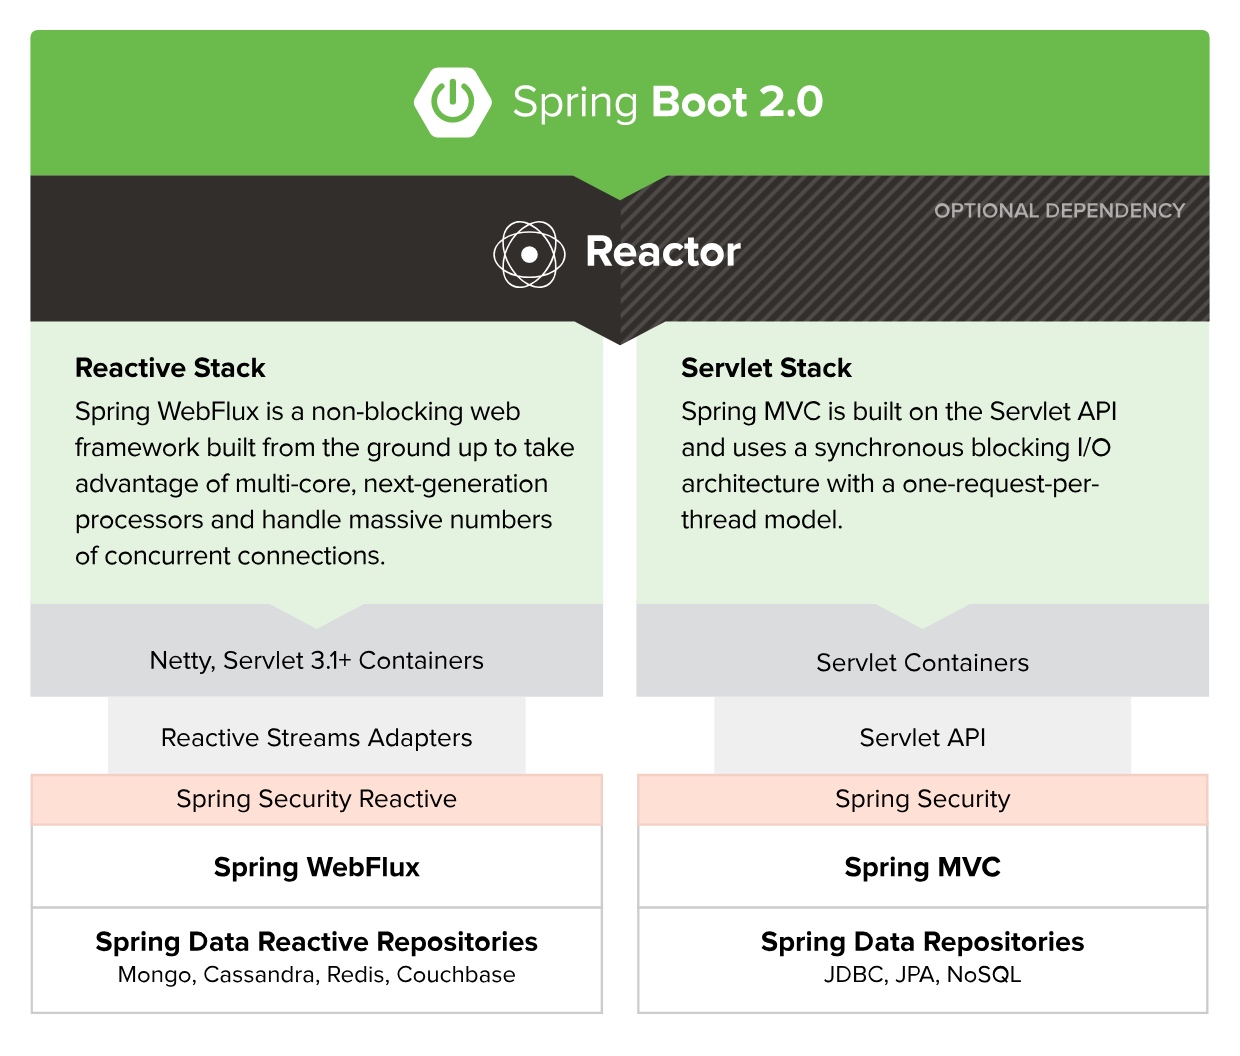 Spring Boot 2.0
OPTIONAL DEPENDENCY
Reactor
Reactive Stack
Spring WebFlux is a non-blocking web
framework built from the ground up to take
advantage of multi-core, next-generation
processors and handle massive numbers
of concurrent connections.
Servlet Stack
Spring MVC is built on the Servlet API
and uses a synchronous blocking I/O
architecture with a one-request-per-
thread model.
Netty, Servlet 3.1+ Containers
Servlet Containers
Reactive Streams Adapters
Servlet API
Spring Security Reactive
Spring Security
Spring WebFlux
Spring MVC
Spring Data Reactive Repositories
Mongo, Cassandra, Redis, Couchbase
Spring Data Repositories
JDBC, JPA, NoSQL